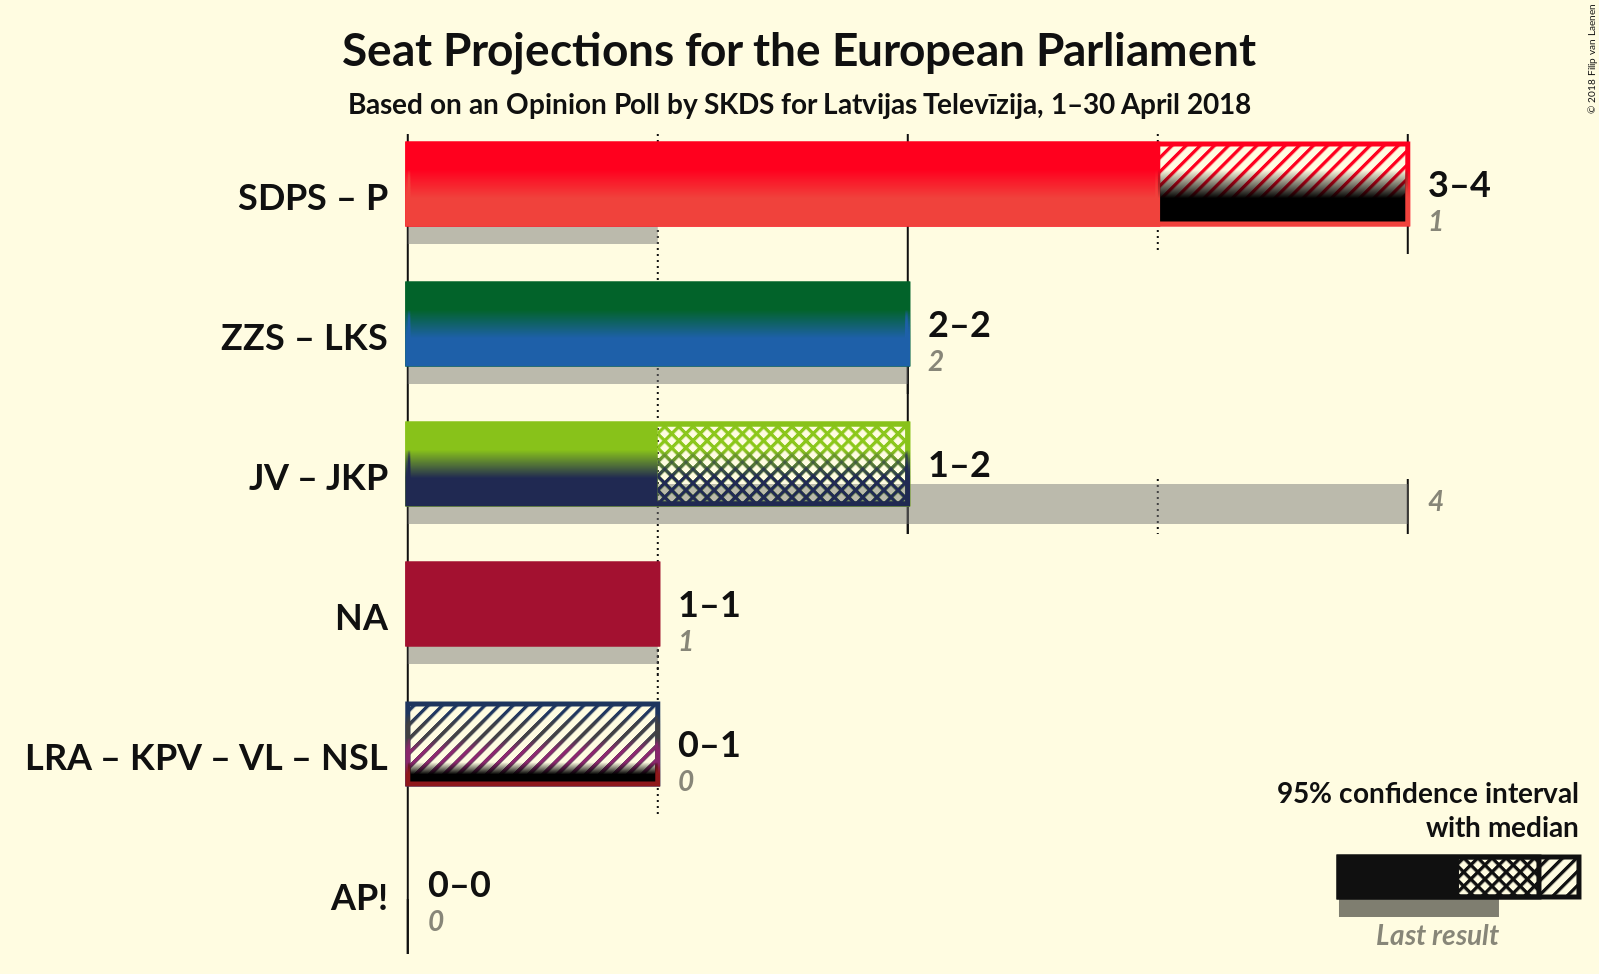 Seat Projections for the European Parliament
Based on an Opinion Poll by SKDS for Latvijas Televīzija, 1–30 April 2018
© 2018 Filip van Laenen
SDPS – P
3–4
1
ZZS – LKS
2–2
2
JV – JKP
1–2
4
NA
1–1
1
LRA – KPV – VL – NSL
0–1
0
AP!
0–0
0
95% confidence interval
with median
Last result